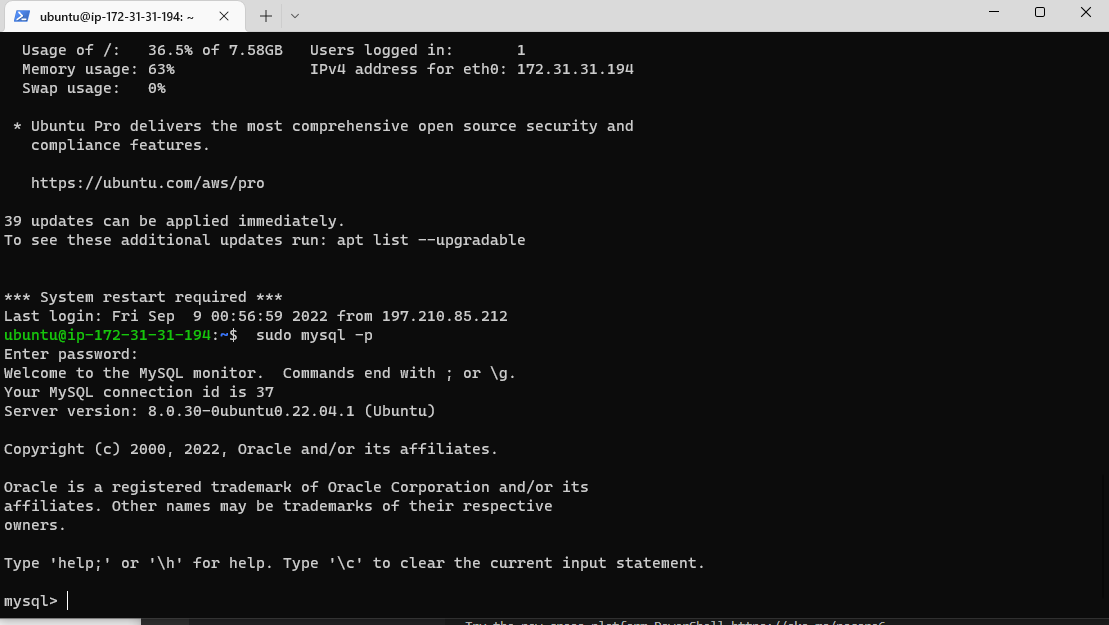 ubuntu@ip-172-31-31-194: ~
Usage of /:   36.5% of 7.58GB   Users logged in:       1
Memory usage: 63%               IPv4 address for eth0: 172.31.31.194
Swap usage:   0%
* Ubuntu Pro delivers the most comprehensive open source security and
compliance features.
https://ubuntu.com/aws/pro
39 updates can be applied immediately.
To see these additional updates run: apt list --upgradable
*** System restart required ***
Last login: Fri Sep  9 00:56:59 2022 from 197.210.85.212
ubuntu@ip-172-31-31-194:~$  sudo mysql -p
Enter password:
Welcome to the MySQL monitor.  Commands end with ; or \g.
Your MySQL connection id is 37
Server version: 8.0.30-0ubuntu0.22.04.1 (Ubuntu)
Copyright (c) 2000, 2022, Oracle and/or its affiliates.
Oracle is a registered trademark of Oracle Corporation and/or its
affiliates. Other names may be trademarks of their respective
owners.
Type 'help;' or '\h' for help. Type '\c' to clear the current input statement.
mysql>